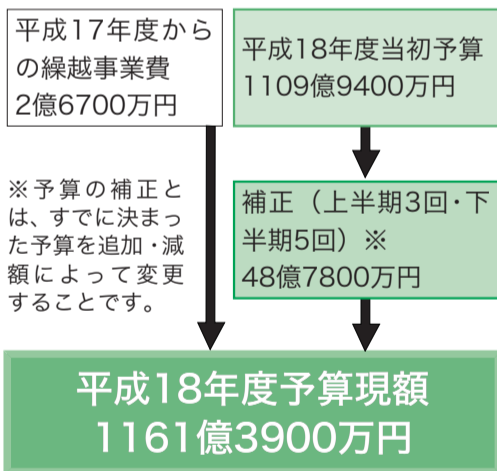 平成17年度から
の繰越事業費
2億6700万円
平成18年度当初予算
1109億9400万円
※予算の補正と
は、すでに決まっ
た予算を追加・減
額によって変更
することです。
補正（上半期3回・下
半期5回）※
48億7800万円
平成18年度予算現額
1161億3900万円